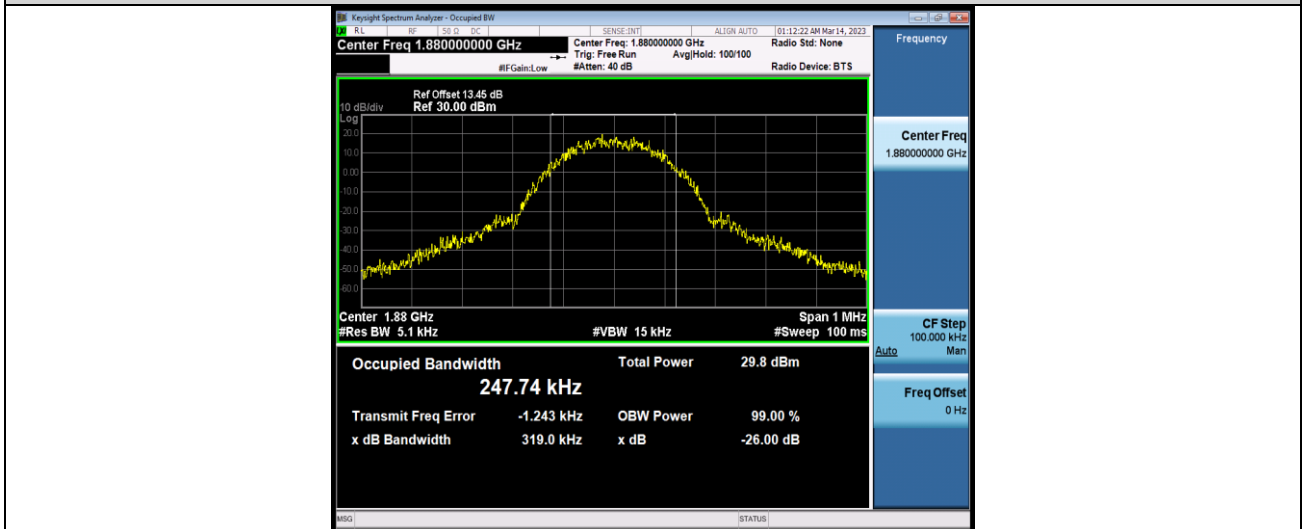 Keysight Spectrum Analyzer - Occupied BW
RL RF 50 Ω DC SENSE:INT ALIGN AUTO 01:12:22 AM Mar 14, 2023
Center Freq 1.880000000 GHz
Center Freq: 1.880000000 GHz Radio Std: None
Trig: Free Run Avg|Hold: 100/100
#IFGain:Low #Atten: 40 dB Radio Device: BTS
Ref Offset 13.45 dB
10 dB/div Ref 30.00 dBm
Log
20.0
10.0
0.00
-10.0
-20.0
-30.0
-40.0
-50.0
-60.0
Center 1.88 GHz Span 1 MHz
#Res BW 5.1 kHz #VBW 15 kHz #Sweep 100 ms
Occupied Bandwidth Total Power 29.8 dBm
247.74 kHz
Transmit Freq Error -1.243 kHz OBW Power 99.00 %
x dB Bandwidth 319.0 kHz x dB -26.00 dB
MSG STATUS
Frequency
Center Freq
1.880000000 GHz
CF Step
100.000 kHz
Auto Man
Freq Offset
0 Hz